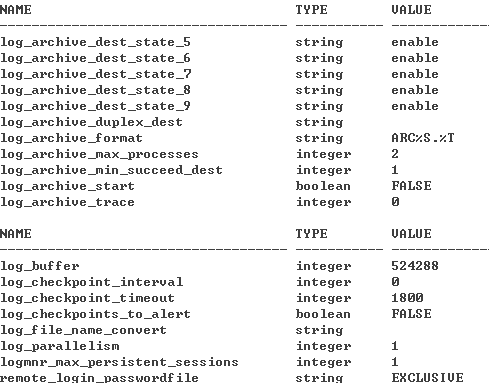 NAME TYPE VALUE
------------------------------------ ----------- ------------------------------
log_archive_dest_state_5 string enable
log_archive_dest_state_6 string enable
log_archive_dest_state_7 string enable
log_archive_dest_state_8 string enable
log_archive_dest_state_9 string enable
log_archive_duplex_dest string
log_archive_format string ARC%S.%T
log_archive_max_processes integer 2
log_archive_min_succeed_dest integer 1
log_archive_start boolean FALSE
log_archive_trace integer 0
NAME TYPE VALUE
------------------------------------ ----------- ------------------------------
log_buffer integer 524288
log_checkpoint_interval integer 0
log_checkpoint_timeout integer 1800
log_checkpoints_to_alert boolean FALSE
log_file_name_convert string
log_parallelism integer 1
logmnr_max_persistent_sessions integer 1
remote_login_passwordfile string EXCLUSIVE